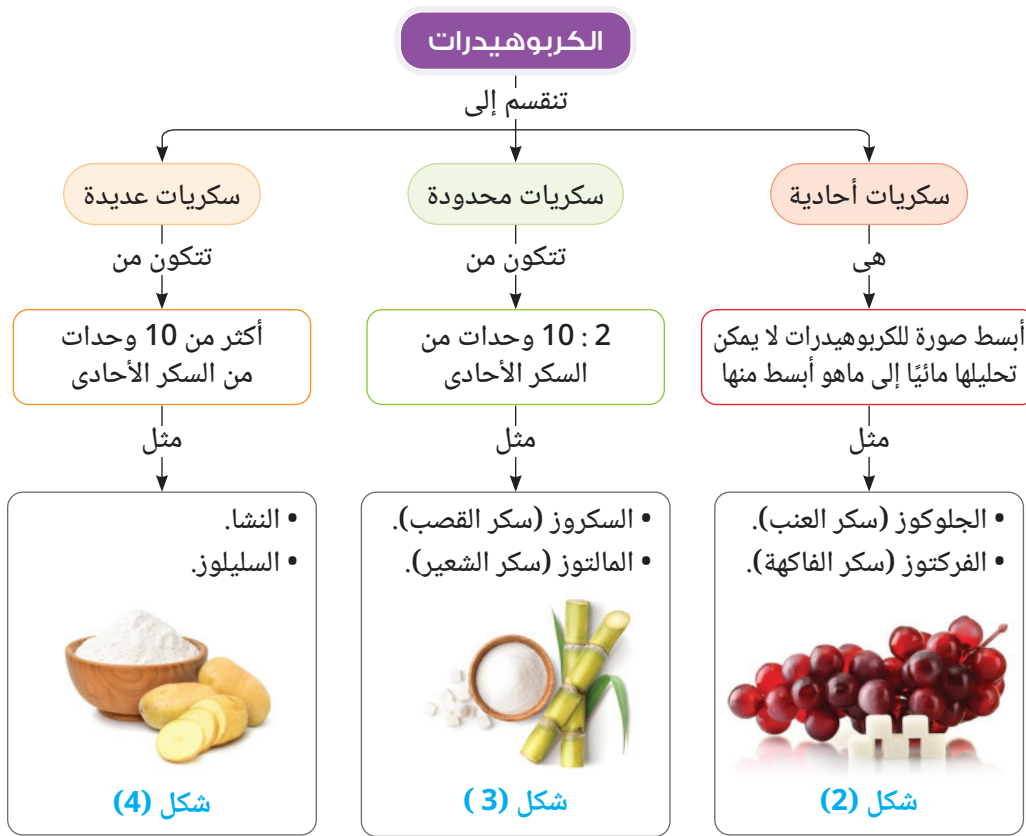 الكربوهيدرات
تنقسم إلى
سكريات أحادية
هى
أبسط صورة للكربوهيدرات لا يمكن
تحليلها مائيًا إلى ماهو أبسط منها
مثل
• الجلوكوز (سكر العنب).
• الفركتوز (سكر الفاكهة).
شكل (2)
سكريات محدودة
تتكون من
2 : 10 وحدات من
السكر الأحادى
مثل
• السكروز (سكر القصب).
• المالتوز (سكر الشعير).
شكل (3 )
سكريات عديدة
تتكون من
أكثر من 10 وحدات
من السكر الأحادى
مثل
• النشا.
• السليلوز.
شكل (4)